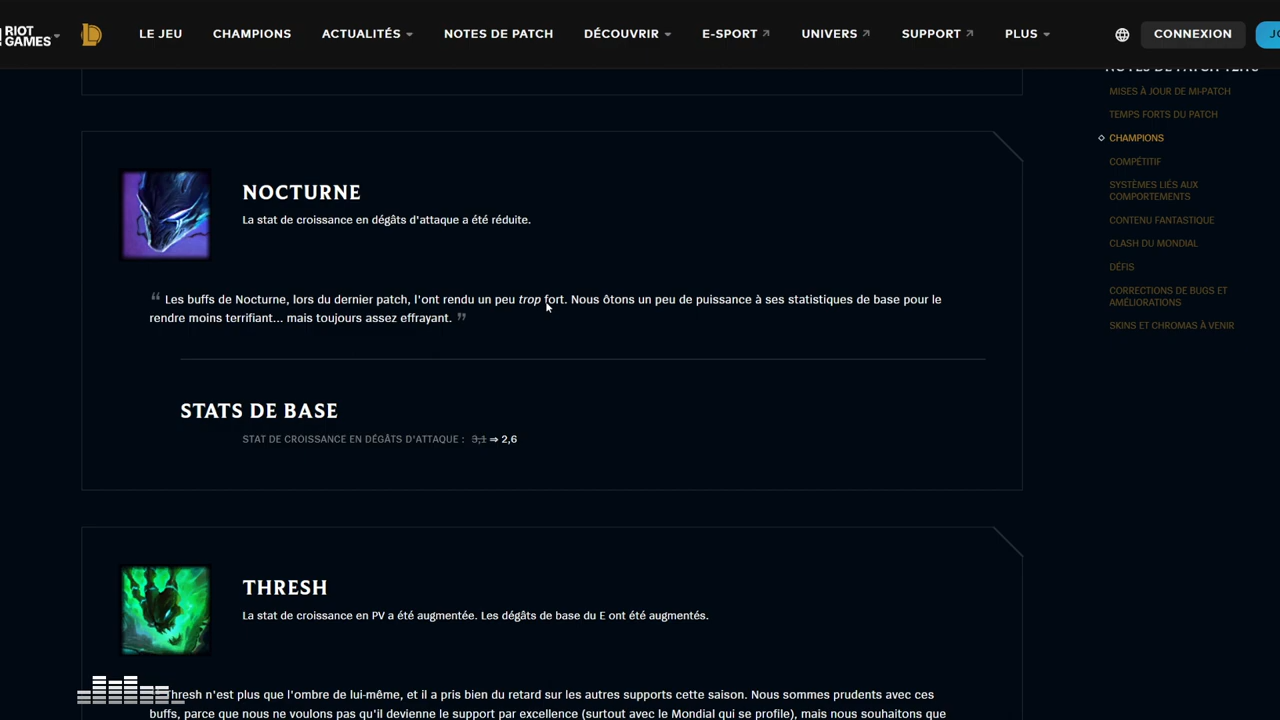 RIOT GAMES
LE JEU
CHAMPIONS
ACTUALITÉS
NOTES DE PATCH
DÉCOUVRIR
E-SPORT
UNIVERS
SUPPORT
PLUS
CONNEXION
MISES À JOUR DE MI-PATCH
TEMPS FORTS DU PATCH
CHAMPIONS
COMPÉTITIF
SYSTÈMES LIÉS AUX
COMPORTEMENTS
CONTENU FANTASTIQUE
CLASH DU MONDIAL
DÉFIS
CORRECTIONS DE BUGS ET
AMÉLIORATIONS
SKINS ET CHROMAS À VENIR
NOCTURNE
La stat de croissance en dégâts d'attaque a été réduite.
“ Les buffs de Nocturne, lors du dernier patch, l'ont rendu un peu trop fort. Nous ôtons un peu de puissance à ses statistiques de base pour le
rendre moins terrifiant... mais toujours assez effrayant. ”
STATS DE BASE
STAT DE CROISSANCE EN DÉGÂTS D'ATTAQUE : 3,1 ⇒ 2,6
THRESH
La stat de croissance en PV a été augmentée. Les dégâts de base du E ont été augmentés.
Thresh n'est plus que l'ombre de lui-même, et il a pris bien du retard sur les autres supports cette saison. Nous sommes prudents avec ces
buffs, parce que nous ne voulons pas qu'il devienne le support par excellence (surtout avec le Mondial qui se profile), mais nous souhaitons que